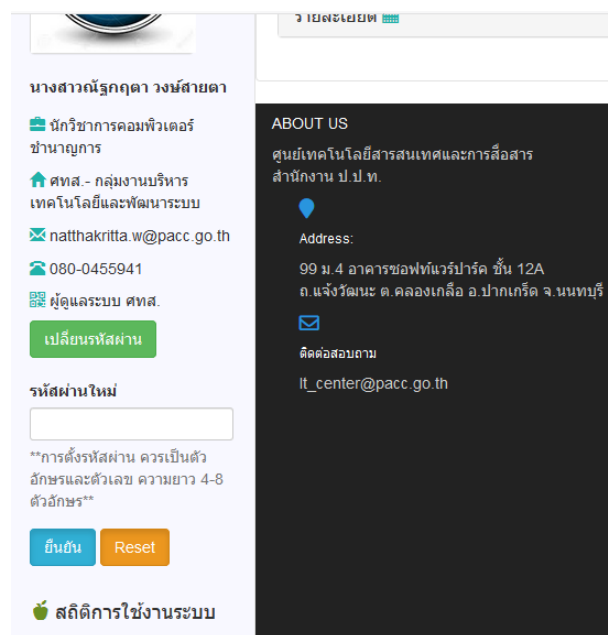 รายละเอียด
นางสาวณัฐกฤตา วงษ์สายตา
นักวิชาการคอมพิวเตอร์
ชำนาญการ
ศทส.- กลุ่มงานบริหาร
เทคโนโลยีและพัฒนาระบบ
natthakritta.w@pacc.go.th
080-0455941
ผู้ดูแลระบบ ศทส.
เปลี่ยนรหัสผ่าน
รหัสผ่านใหม่
**การตั้งรหัสผ่าน ควรเป็นตัว
อักษรและตัวเลข ความยาว 4-8
ตัวอักษร**
ยืนยัน Reset
สถิติการใช้งานระบบ
ABOUT US
ศูนย์เทคโนโลยีสารสนเทศและการสื่อสาร
สำนักงาน ป.ป.ท.
Address:
99 ม.4 อาคารซอฟท์แวร์ปาร์ค ชั้น 12A
ถ.แจ้งวัฒนะ ต.คลองเกลือ อ.ปากเกร็ด จ.นนทบุรี
ติดต่อสอบถาม
It_center@pacc.go.th